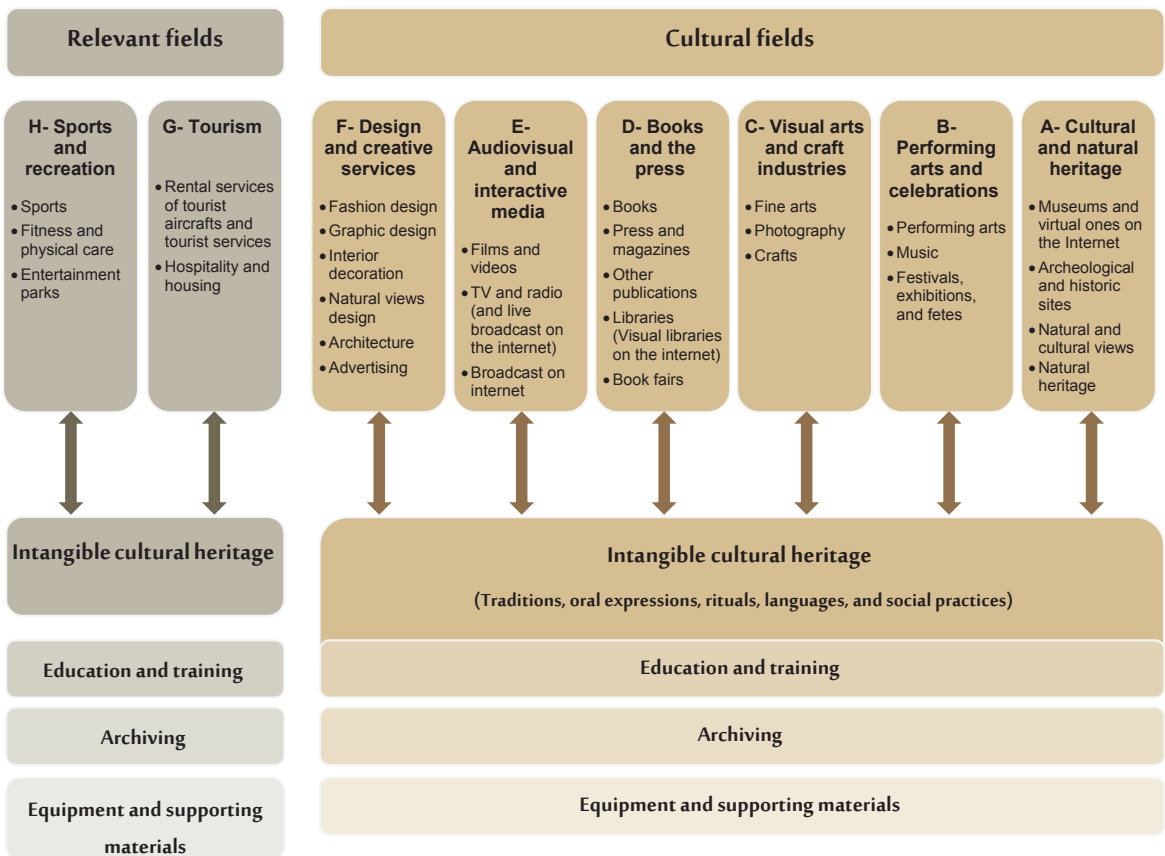 Relevant fields
Cultural fields
H- Sports
and
recreation
• Sports
• Fitness and
physical care
• Entertainment
parks
G- Tourism
• Rental services
of tourist
aircrafts and
tourist services
• Hospitality and
housing
F- Design
and creative
services
• Fashion design
• Graphic design
• Interior
decoration
• Natural views
design
• Architecture
• Advertising
E-
Audiovisual
and
interactive
media
• Films and
videos
• TV and radio
(and live
broadcast on
the internet)
• Broadcast on
internet
D- Books
and the
press
• Books
• Press and
magazines
• Other
publications
• Libraries
(Visual libraries
on the internet)
• Book fairs
C- Visual arts
and craft
industries
• Fine arts
• Photography
• Crafts
B-
Performing
arts and
celebrations
• Performing arts
• Music
• Festivals,
exhibitions,
and fetes
A- Cultural
and natural
heritage
• Museums and
virtual ones on
the Internet
• Archeological
and historic
sites
• Natural and
cultural views
• Natural
heritage
Intangible cultural heritage
Intangible cultural heritage
(Traditions, oral expressions, rituals, languages, and social practices)
Education and training
Education and training
Archiving
Archiving
Equipment and supporting
materials
Equipment and supporting materials